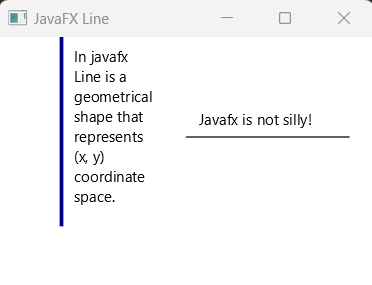 JavaFX Line
In javafx
Line is a
geometrical
shape that
represents
(x, y)
coordinate
space.
Javafx is not silly!